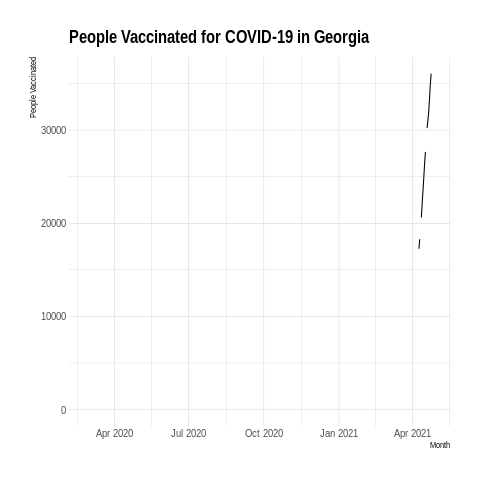 People Vaccinated for COVID-19 in Georgia
People Vaccinated
30000
20000
10000
0
Apr 2020 Jul 2020 Oct 2020 Jan 2021 Apr 2021
Month